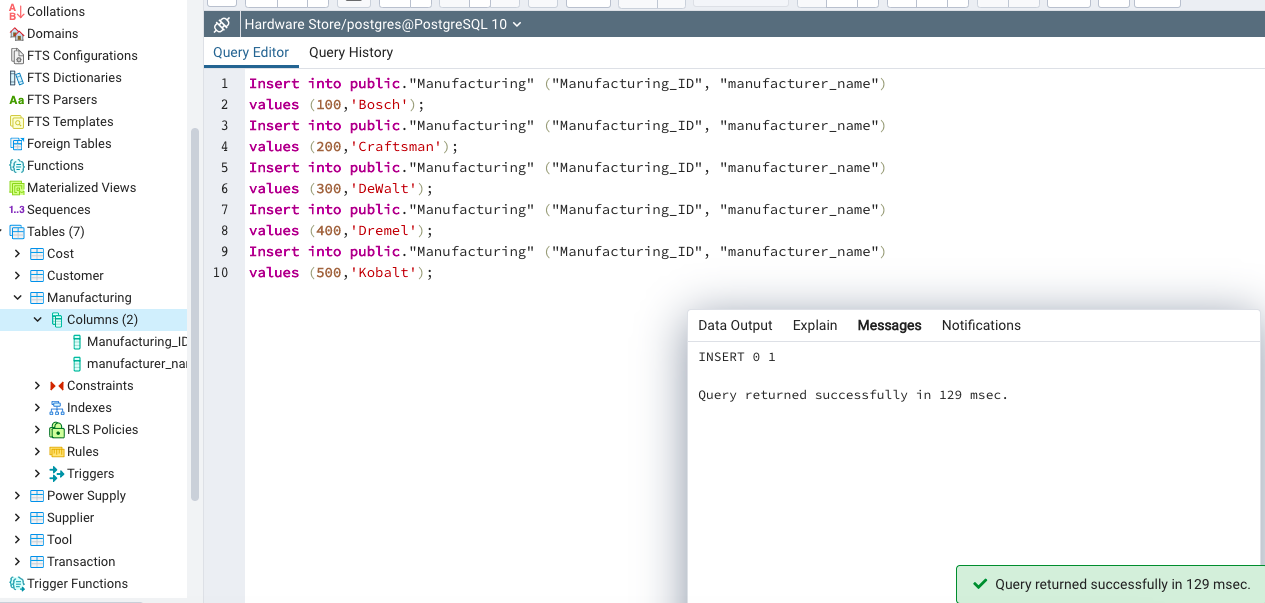 Collations
Domains
FTS Configurations
FTS Dictionaries
Aa FTS Parsers
FTS Templates
Foreign Tables
Functions
Materialized Views
1..3 Sequences
Tables (7)
Cost
Customer
Manufacturing
Columns (2)
Manufacturing_ID
manufacturer_nar
Constraints
Indexes
RLS Policies
Rules
Triggers
Power Supply
Supplier
Tool
Transaction
Trigger Functions
Hardware Store/postgres@PostgreSQL 10
Query Editor Query History
1 Insert into public."Manufacturing" ("Manufacturing_ID", "manufacturer_name")
2 values (100,'Bosch');
3 Insert into public."Manufacturing" ("Manufacturing_ID", "manufacturer_name")
4 values (200,'Craftsman');
5 Insert into public."Manufacturing" ("Manufacturing_ID", "manufacturer_name")
6 values (300,'DeWalt');
7 Insert into public."Manufacturing" ("Manufacturing_ID", "manufacturer_name")
8 values (400,'Dremel');
9 Insert into public."Manufacturing" ("Manufacturing_ID", "manufacturer_name")
10 values (500,'Kobalt');
Data Output Explain Messages Notifications
INSERT 0 1
Query returned successfully in 129 msec.
Query returned successfully in 129 msec.